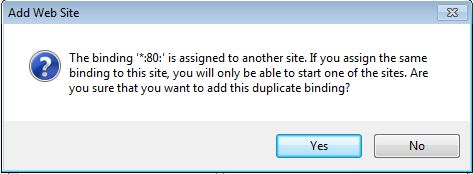 Add Web Site
The binding '*:80:' is assigned to another site. If you assign the same
binding to this site, you will only be able to start one of the sites. Are
you sure that you want to add this duplicate binding?
Yes
No